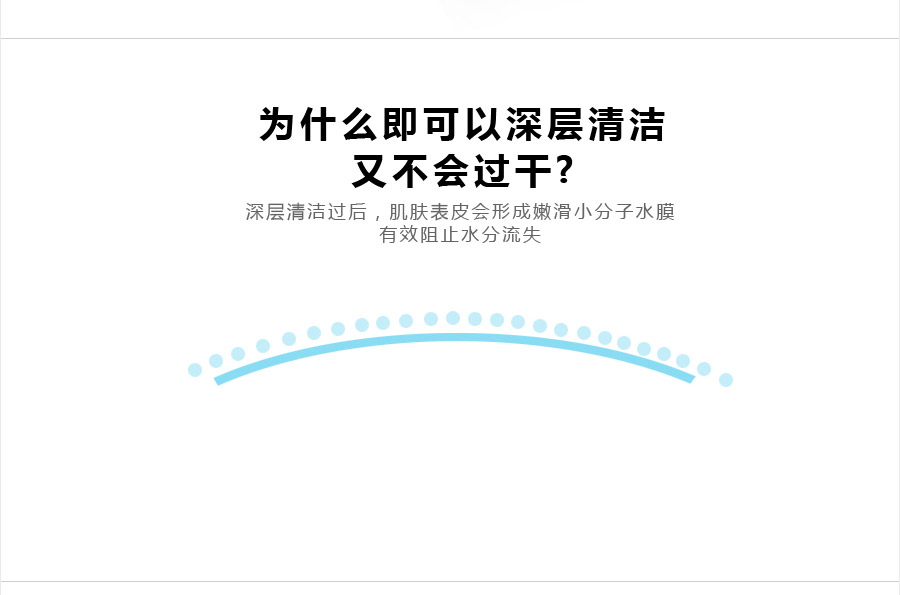 为什么即可以深层清洁
又不会过干?
深层清洁过后，肌肤表皮会形成嫩滑小分子水膜
有效阻止水分流失